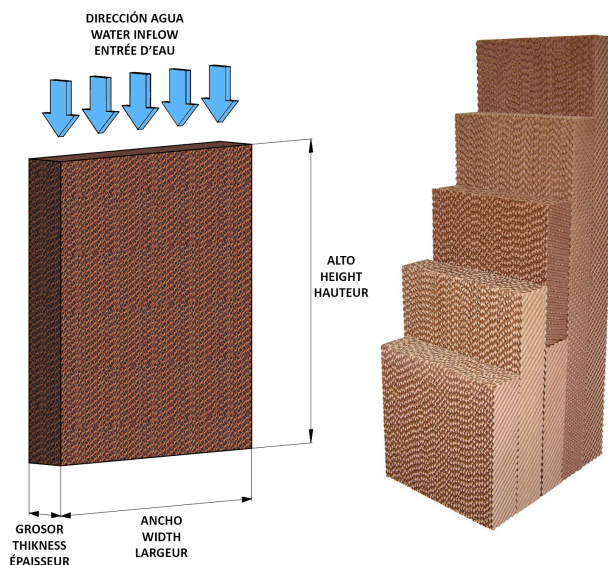 DIRECCIÓN AGUA
WATER INFLOW
ENTRÉE D'EAU
ALTO
HEIGHT
HAUTEUR
GROSOR
THIKNESS
ÉPAISSEUR
ANCHO
WIDTH
LARGEUR